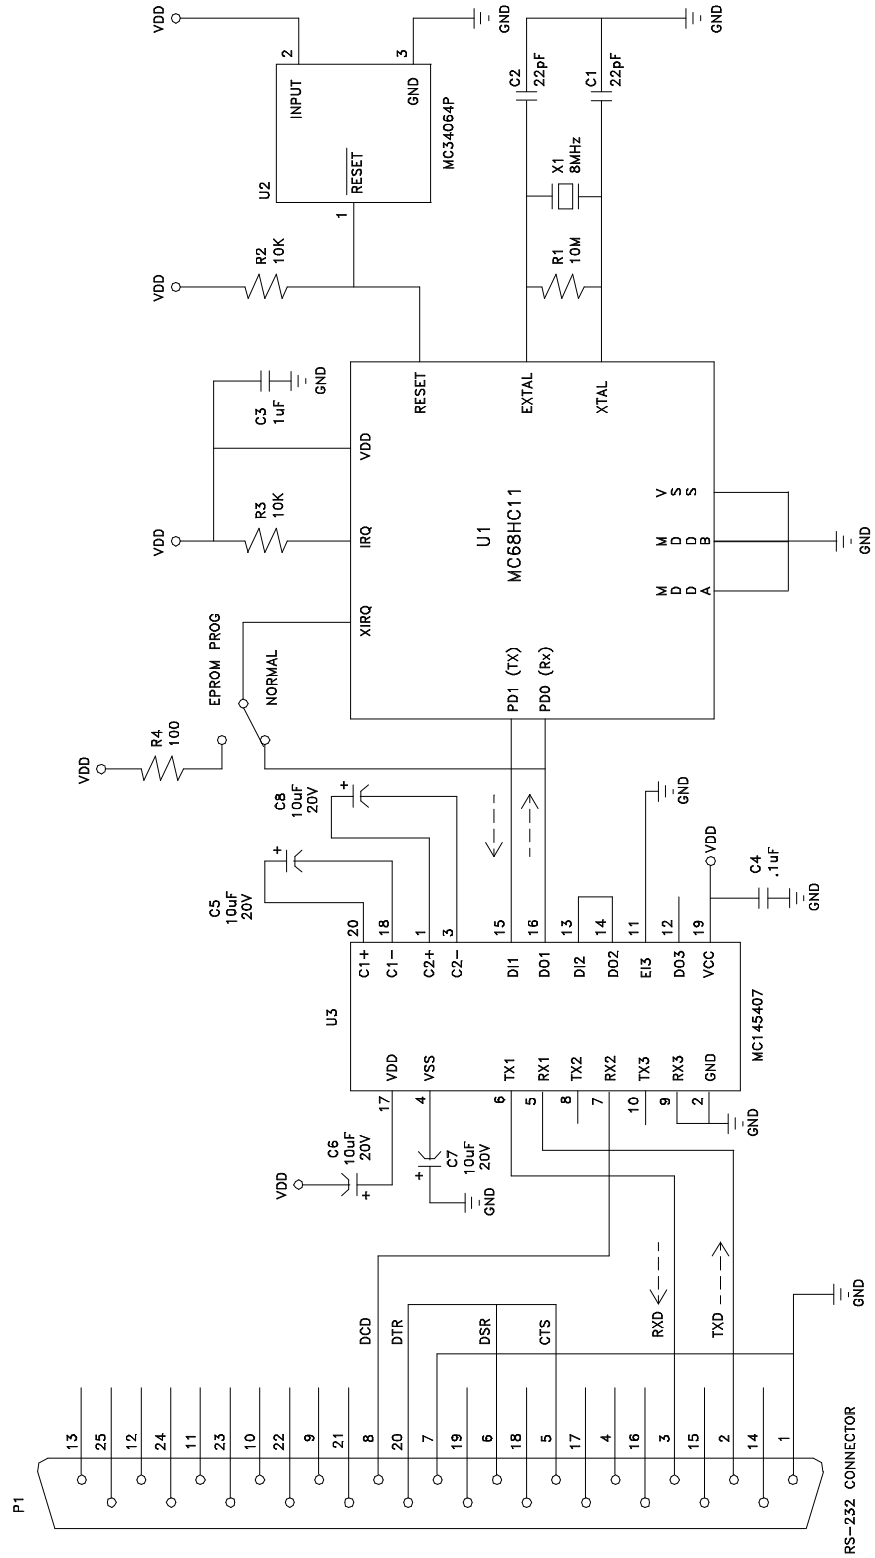 VDD
GND
2
3
INPUT
GND
U2
RESET
MC34064P
1
C2
22pF
C1
22pF
GND
X1
8MHz
R1
10M
VDD
R2
10K
C3
1uF
GND
VDD
R3
10K
RESET
EXTAL
XTAL
VDD
IRQ
XIRQ
U1
MC68HC11
V
S
S
M
D
D
B
M
D
D
A
GND
PD1 (TX)
PD0 (Rx)
EPROM PROG
NORMAL
VDD
R4
100
C8
10uF
20V
+
C5
10uF
20V
+
20
18
1
3
15
16
13
14
11
12
19
GND
VDD
C4
.1uF
GND
C1+
C1-
C2+
C2-
DI1
DO1
DI2
DO2
EI3
DO3
VCC
U3
MC145407
VDD
VSS
TX1
RX1
TX2
RX2
TX3
RX3
GND
17
4
6
5
8
7
10
9
2
GND
VDD
C6
10uF
20V
+
C7
10uF
20V
+
GND
DCD
DTR
DSR
CTS
RXD
TXD
GND
13
25
12
24
11
23
10
22
9
21
8
20
7
19
6
18
5
17
4
16
3
15
2
14
1
P1
RS-232 CONNECTOR